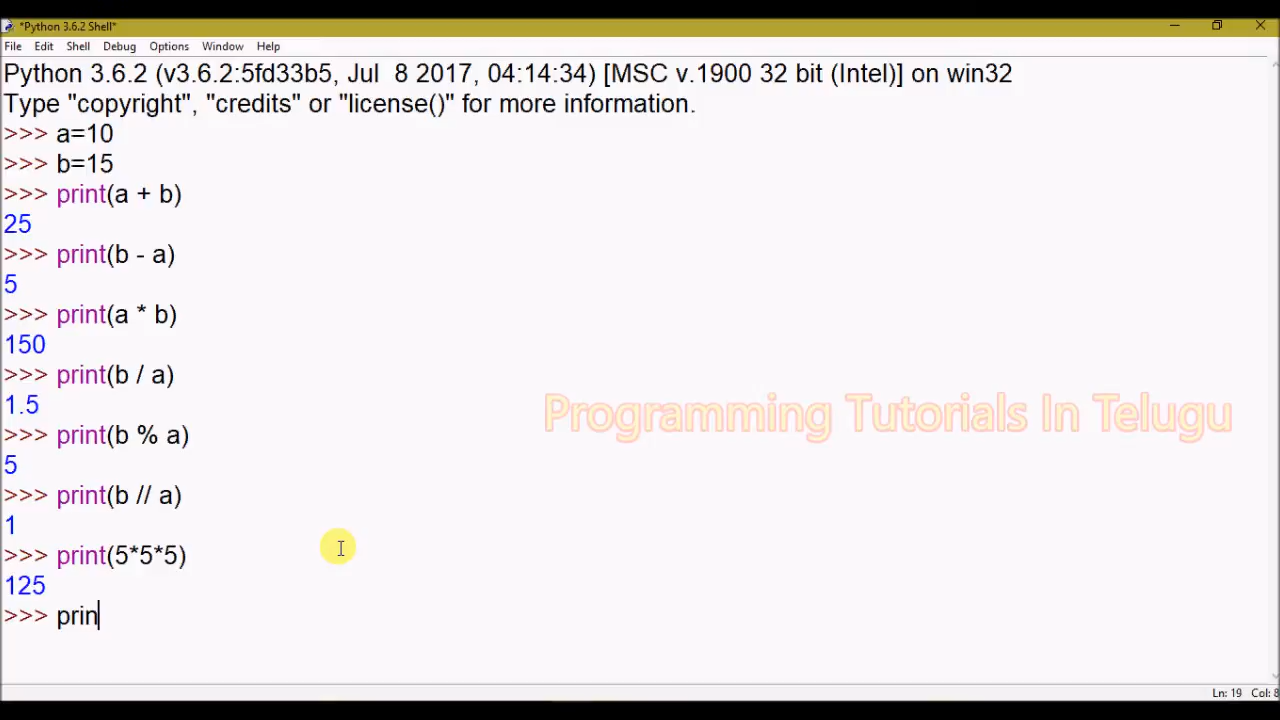 *Python 3.6.2 Shell*
File Edit Shell Debug Options Window Help
Python 3.6.2 (v3.6.2:5fd33b5, Jul  8 2017, 04:14:34) [MSC v.1900 32 bit (Intel)] on win32
Type "copyright", "credits" or "license()" for more information.
>>> a=10
>>> b=15
>>> print(a + b)
25
>>> print(b - a)
5
>>> print(a * b)
150
>>> print(b / a)
1.5
Programming Tutorials In Telugu
>>> print(b % a)
5
>>> print(b // a)
1
>>> print(5*5*5)
125
>>> prin
Ln: 19 Col: 8